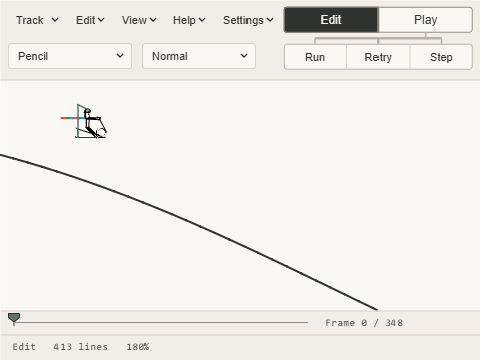 Track Edit View Help Settings Edit Play
Pencil Normal Run Retry Step
Frame 0 / 348
Edit 413 lines 180%